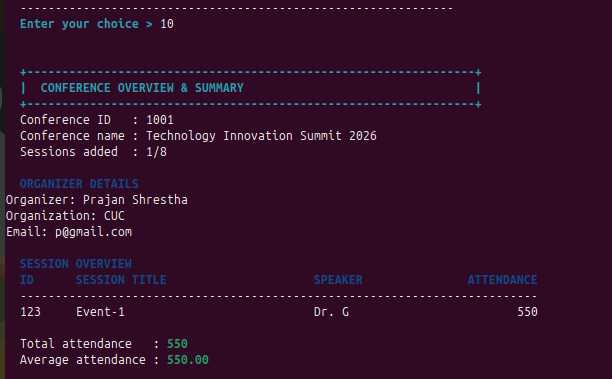 ----------------------------------------------------------------
Enter your choice > 10
+----------------------------------------------------------------+
|  CONFERENCE OVERVIEW & SUMMARY                                 |
+----------------------------------------------------------------+
Conference ID   : 1001
Conference name : Technology Innovation Summit 2026
Sessions added  : 1/8
ORGANIZER DETAILS
Organizer: Prajan Shrestha
Organization: CUC
Email: p@gmail.com
SESSION OVERVIEW
ID      SESSION TITLE                     SPEAKER               ATTENDANCE
--------------------------------------------------------------------------
123     Event-1                           Dr. G                        550
Total attendance   : 550
Average attendance : 550.00